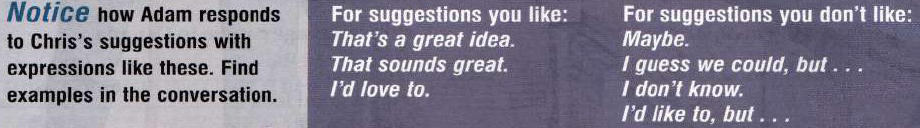 Notice how Adam responds
to Chris's suggestions with
expressions like these. Find
examples in the conversation.
For suggestions you like:
That's a great idea.
That sounds great.
I'd love to.
For suggestions you don't like:
Maybe.
I guess we could, but . . .
I don't know.
I'd like to, but . . .